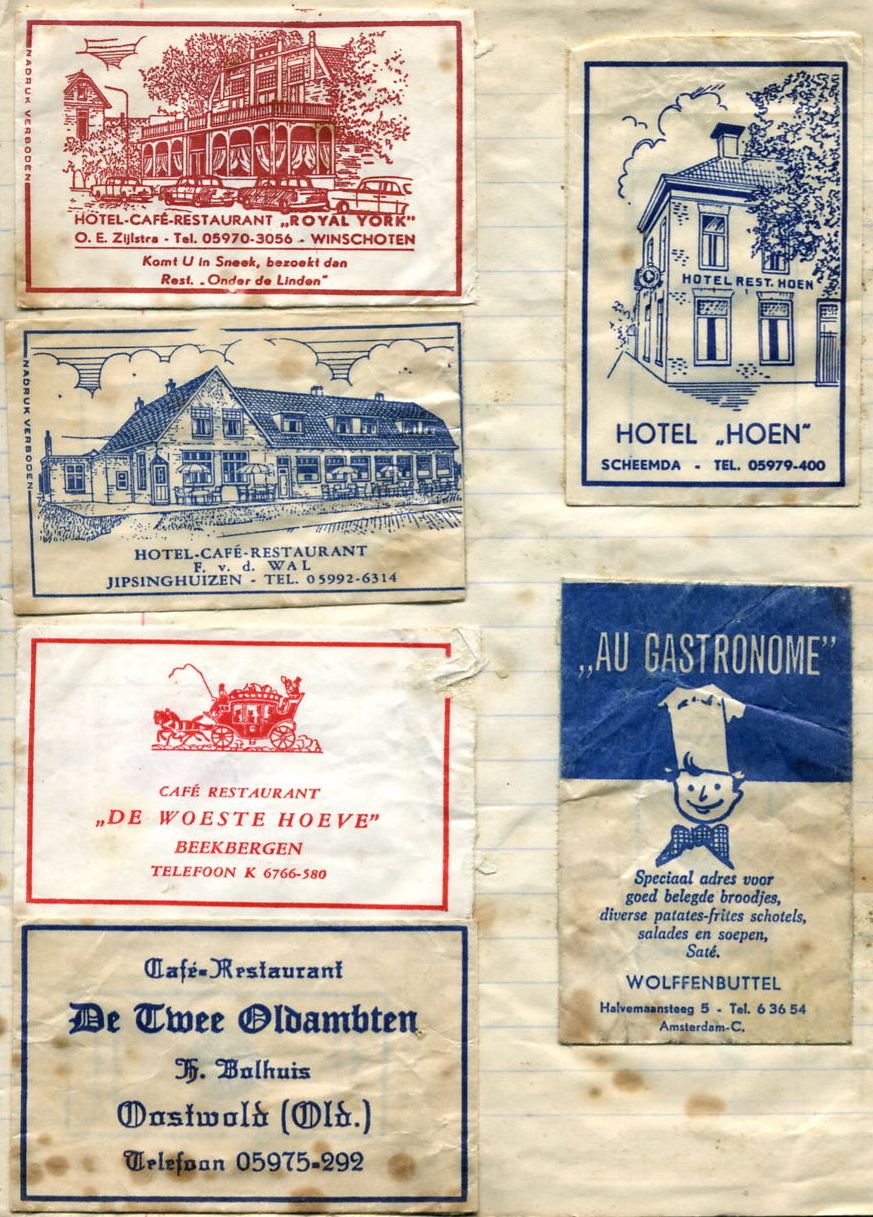 NADRUK VERBODEN
HOTEL-CAFÉ-RESTAURANT „ROYAL YORK"
O. E. Zijlstra - Tel. 05970-3056 - WINSCHOTEN
Komt U in Sneek, bezoekt dan
Rest. „Onder de Linden"
NADRUK VERBODEN
HOTEL-CAFÉ-RESTAURANT
F. v. d. WAL
JIPSINGHUIZEN - TEL. 05992-6314
CAFÉ RESTAURANT
„DE WOESTE HOEVE"
BEEKBERGEN
TELEFOON K 6766-580
Café-Restaurant
De Twee Oldambten
H. Bolhuis
Oostwold (Old.)
Telefoon 05975-292
HOTEL REST. HOEN
HOTEL „HOEN"
SCHEEMDA - TEL. 05979-400
„AU GASTRONOME"
Speciaal adres voor
goed belegde broodjes,
diverse patates-frites schotels,
salades en soepen,
Saté.
WOLFFENBUTTEL
Halvemaansteeg 5 - Tel. 6 36 54
Amsterdam-C.